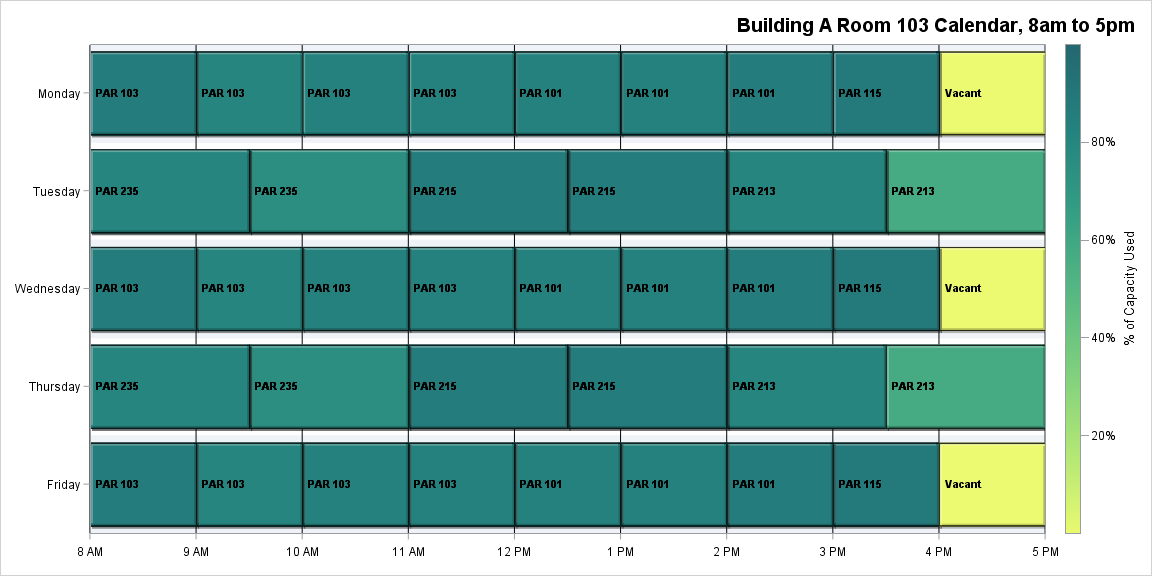 Building A Room 103 Calendar, 8am to 5pm
Monday PAR 103 PAR 103 PAR 103 PAR 103 PAR 101 PAR 101 PAR 101 PAR 115 Vacant
Tuesday PAR 235 PAR 235 PAR 215 PAR 215 PAR 213 PAR 213
Wednesday PAR 103 PAR 103 PAR 103 PAR 103 PAR 101 PAR 101 PAR 101 PAR 115 Vacant
Thursday PAR 235 PAR 235 PAR 215 PAR 215 PAR 213 PAR 213
Friday PAR 103 PAR 103 PAR 103 PAR 103 PAR 101 PAR 101 PAR 101 PAR 115 Vacant
8 AM 9 AM 10 AM 11 AM 12 PM 1 PM 2 PM 3 PM 4 PM 5 PM
80%
60%
40%
20%
% of Capacity Used